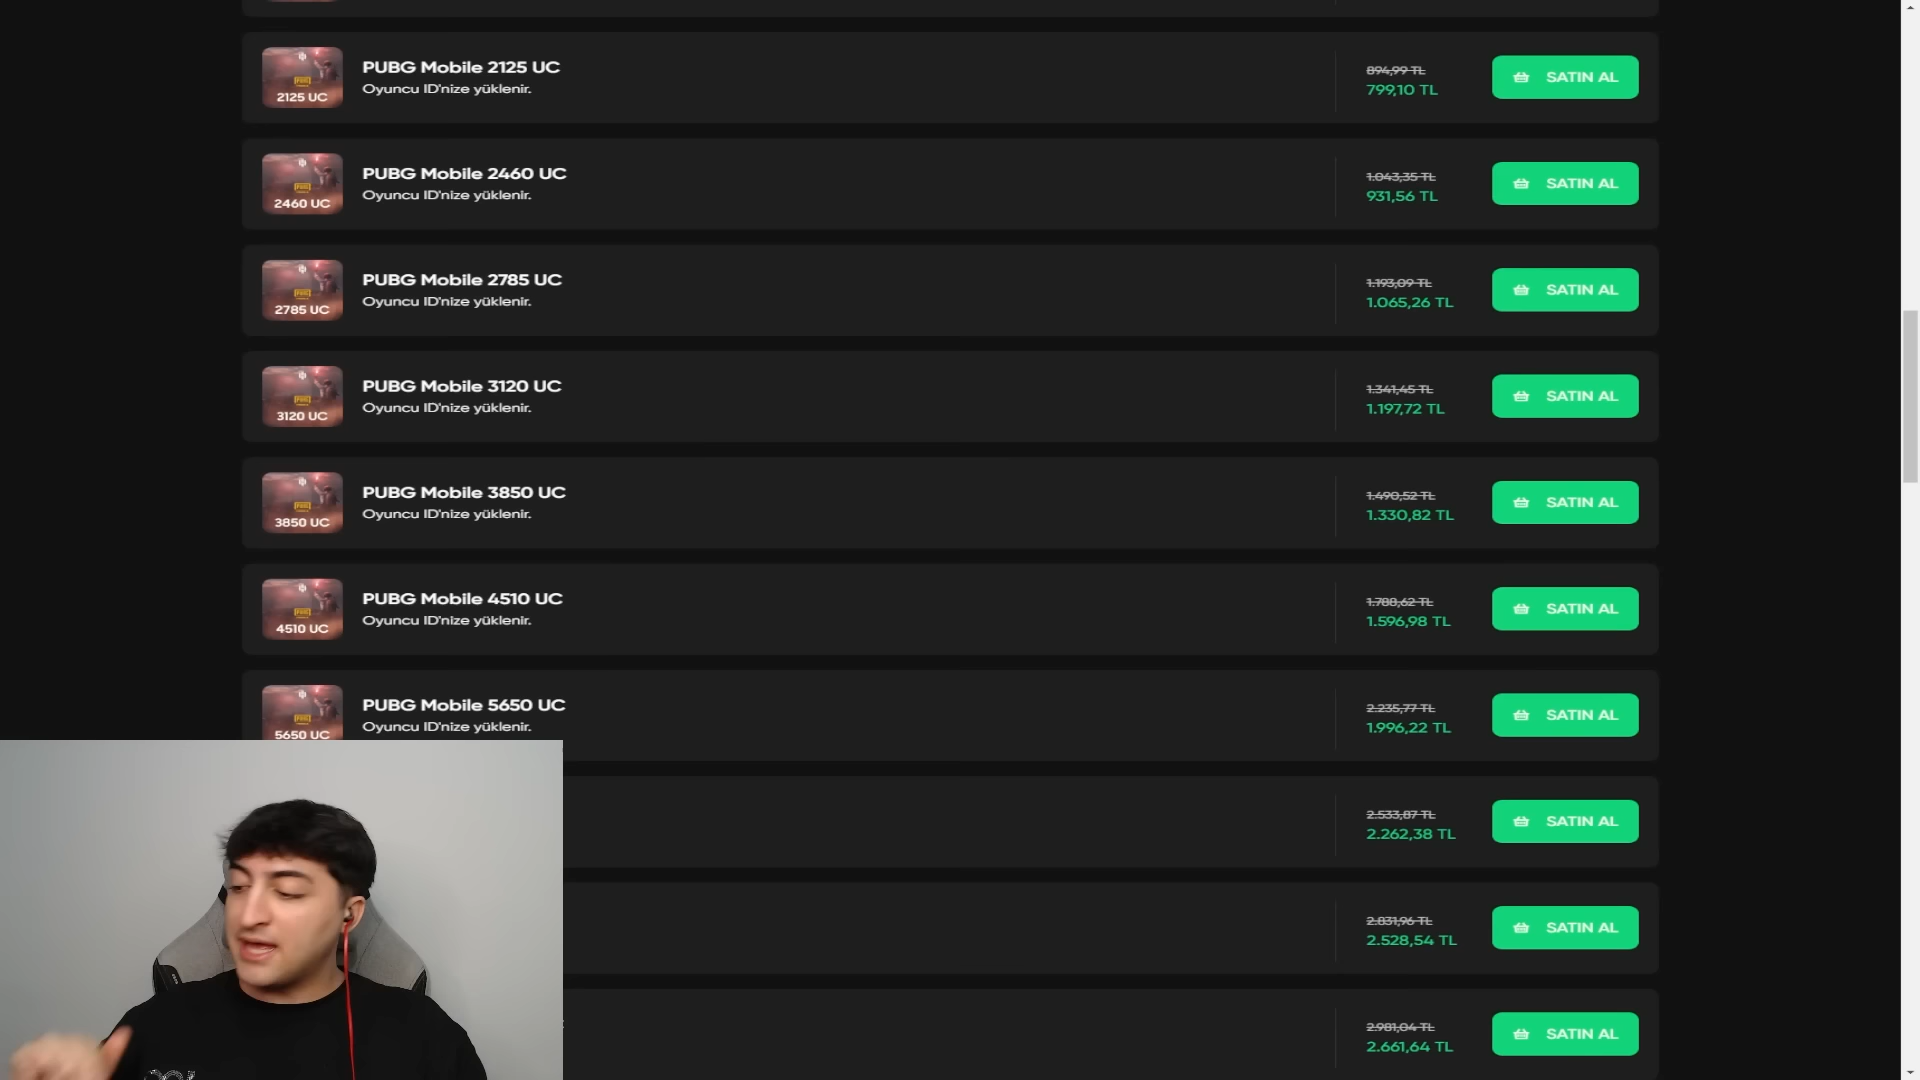 PUBG Mobile 2125 UC
Oyuncu ID'nize yüklenir.
2125 UC
894,99 TL
799,10 TL
SATIN AL
PUBG Mobile 2460 UC
Oyuncu ID'nize yüklenir.
2460 UC
1.043,35 TL
931,56 TL
SATIN AL
PUBG Mobile 2785 UC
Oyuncu ID'nize yüklenir.
2785 UC
1.193,09 TL
1.065,26 TL
SATIN AL
PUBG Mobile 3120 UC
Oyuncu ID'nize yüklenir.
3120 UC
1.341,45 TL
1.197,72 TL
SATIN AL
PUBG Mobile 3850 UC
Oyuncu ID'nize yüklenir.
3850 UC
1.490,52 TL
1.330,82 TL
SATIN AL
PUBG Mobile 4510 UC
Oyuncu ID'nize yüklenir.
4510 UC
1.788,62 TL
1.596,98 TL
SATIN AL
PUBG Mobile 5650 UC
Oyuncu ID'nize yüklenir.
5650 UC
2.235,77 TL
1.996,22 TL
SATIN AL
2.533,87 TL
2.262,38 TL
SATIN AL
2.831,96 TL
2.528,54 TL
SATIN AL
2.981,04 TL
2.661,64 TL
SATIN AL